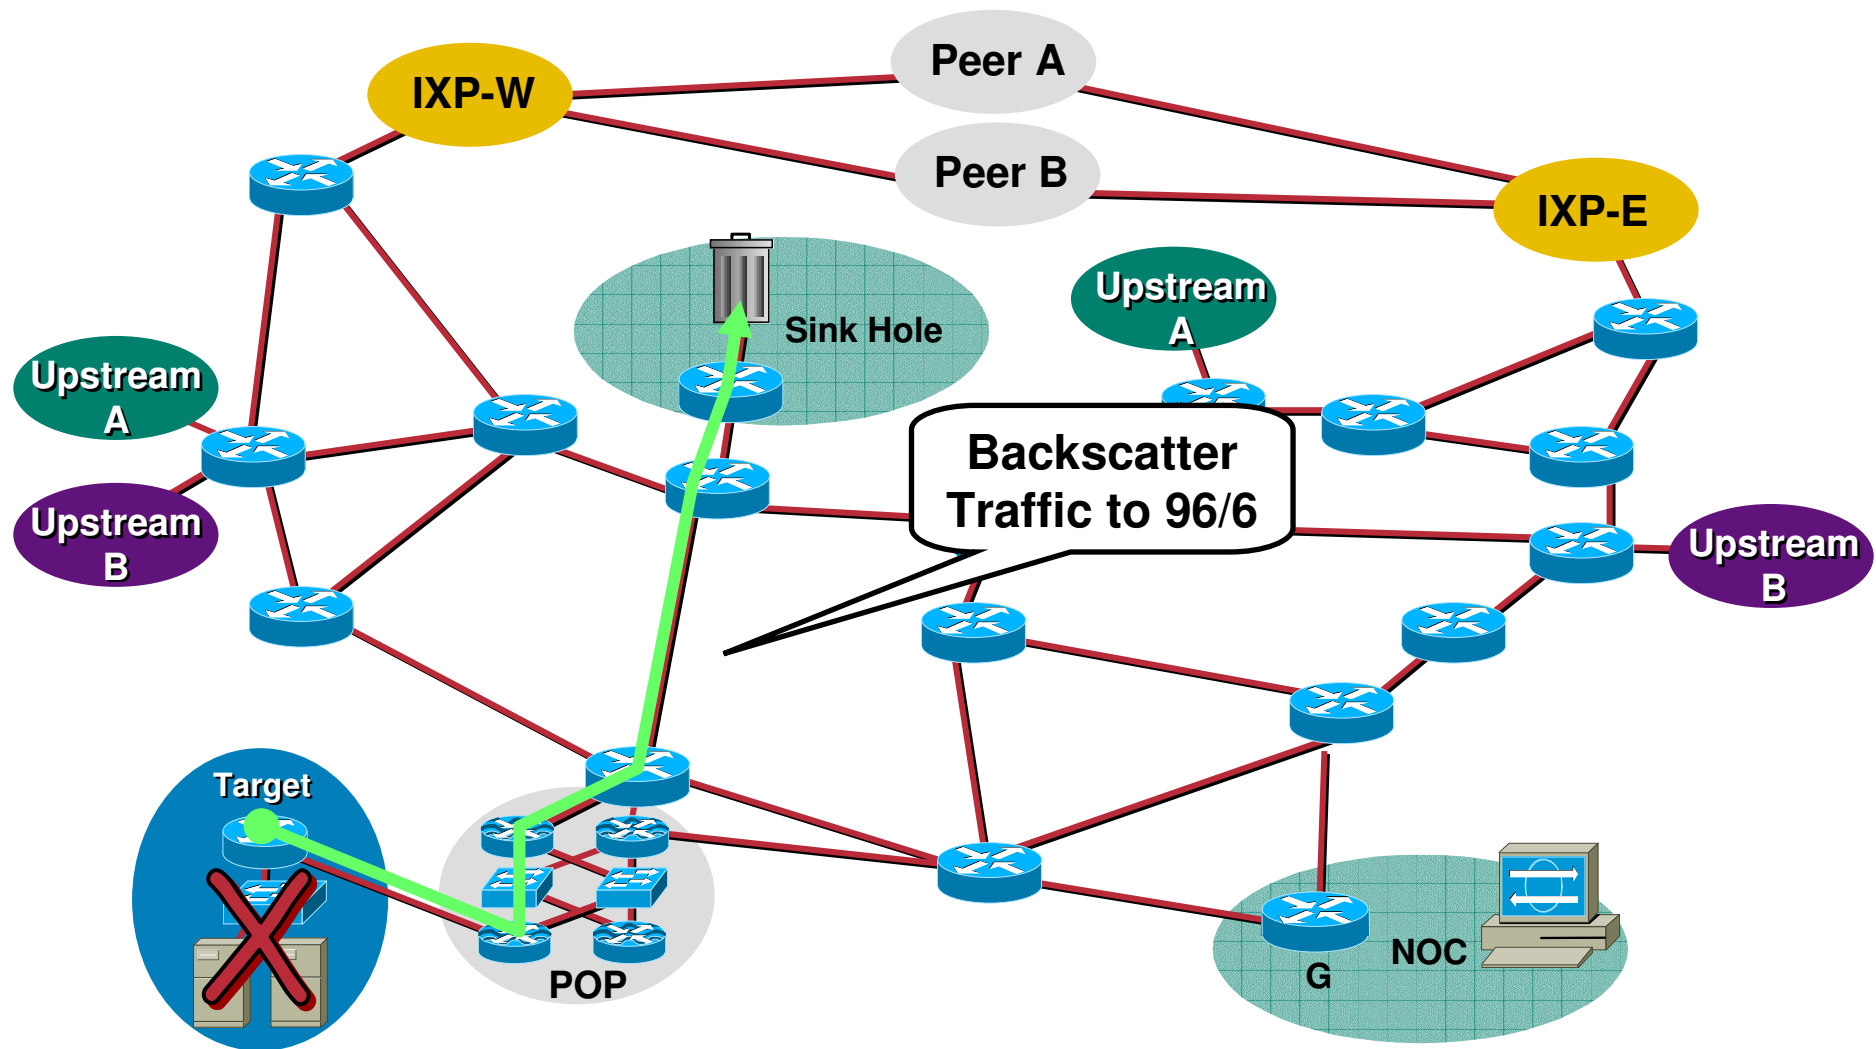 Peer A
IXP-W
Peer B
IXP-E
Upstream
A
Sink Hole
Upstream
A
Backscatter
Traffic to 96/6
Upstream
B
Upstream
B
Target
NOC
G
POP